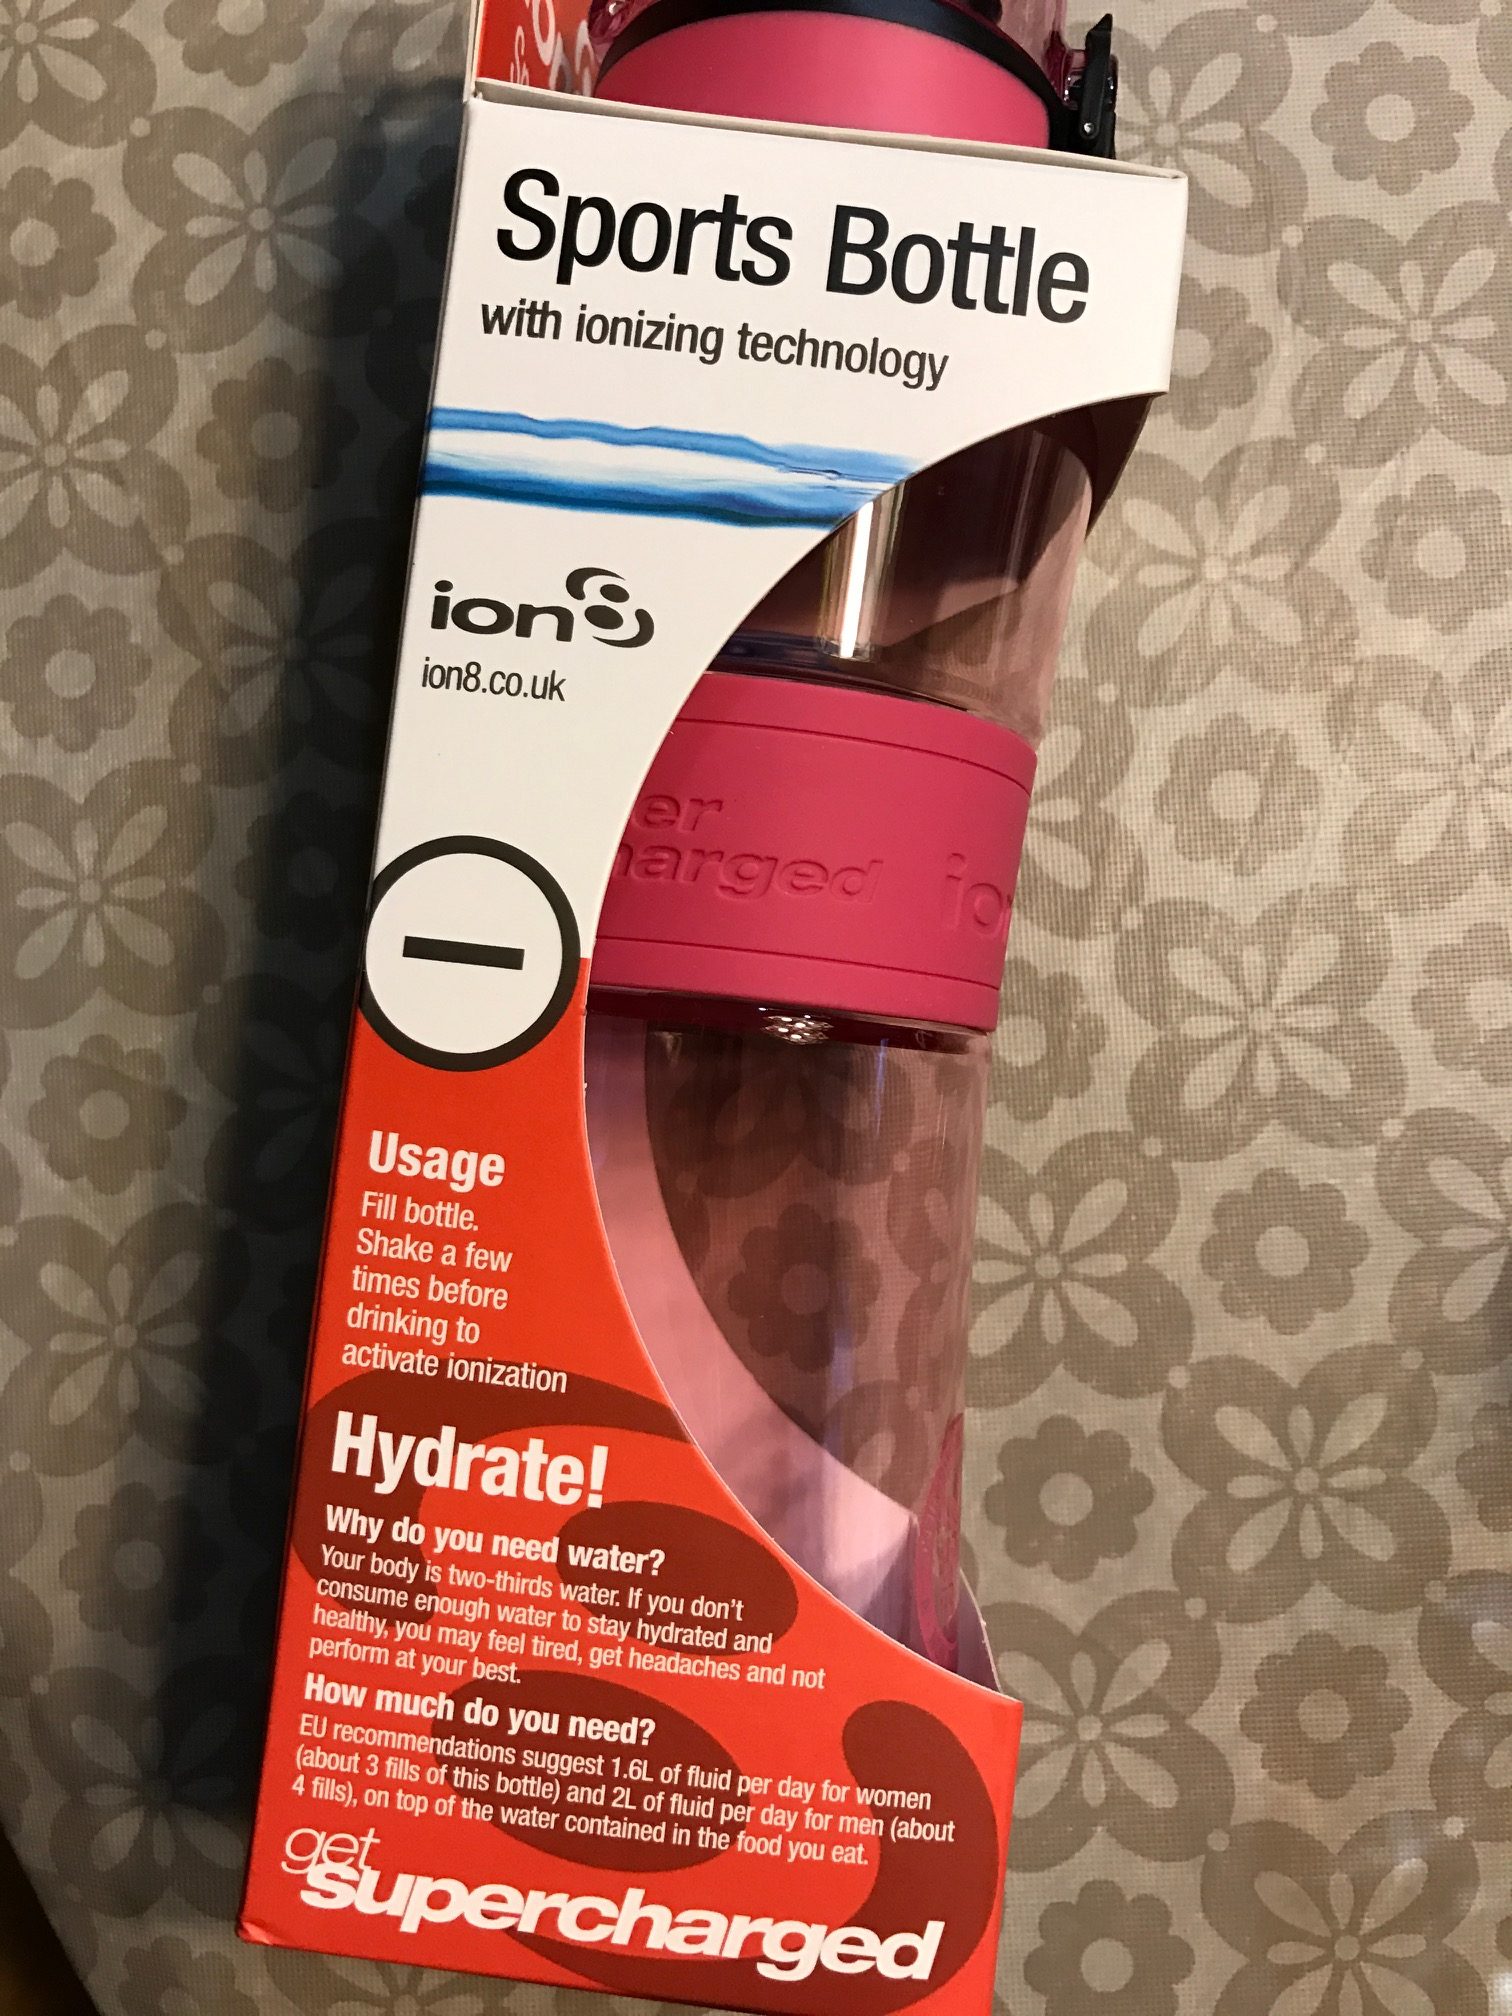 Sports Bottle
with ionizing technology
ion8
ion8.co.uk
er
arged
Usage
Fill bottle.
Shake a few
times before
drinking to
activate ionization
Hydrate!
Why do you need water?
Your body is two-thirds water. If you don't
consume enough water to stay hydrated and
healthy, you may feel tired, get headaches and not
perform at your best.
How much do you need?
EU recommendations suggest 1.6L of fluid per day for women
(about 3 fills of this bottle) and 2L of fluid per day for men (about
4 fills), on top of the water contained in the food you eat.
get
supercharged